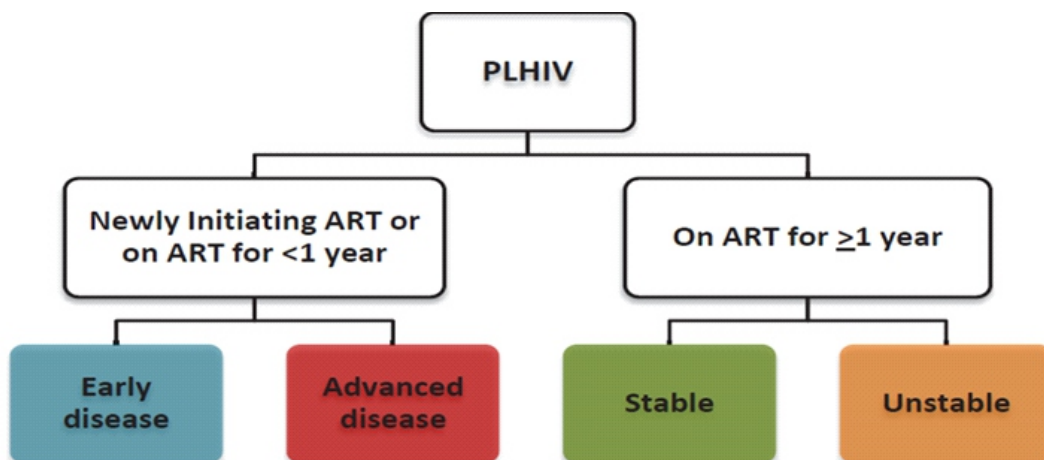 PLHIV
Newly Initiating ART or
on ART for <1 year
On ART for ≥1 year
Early
disease
Advanced
disease
Stable
Unstable